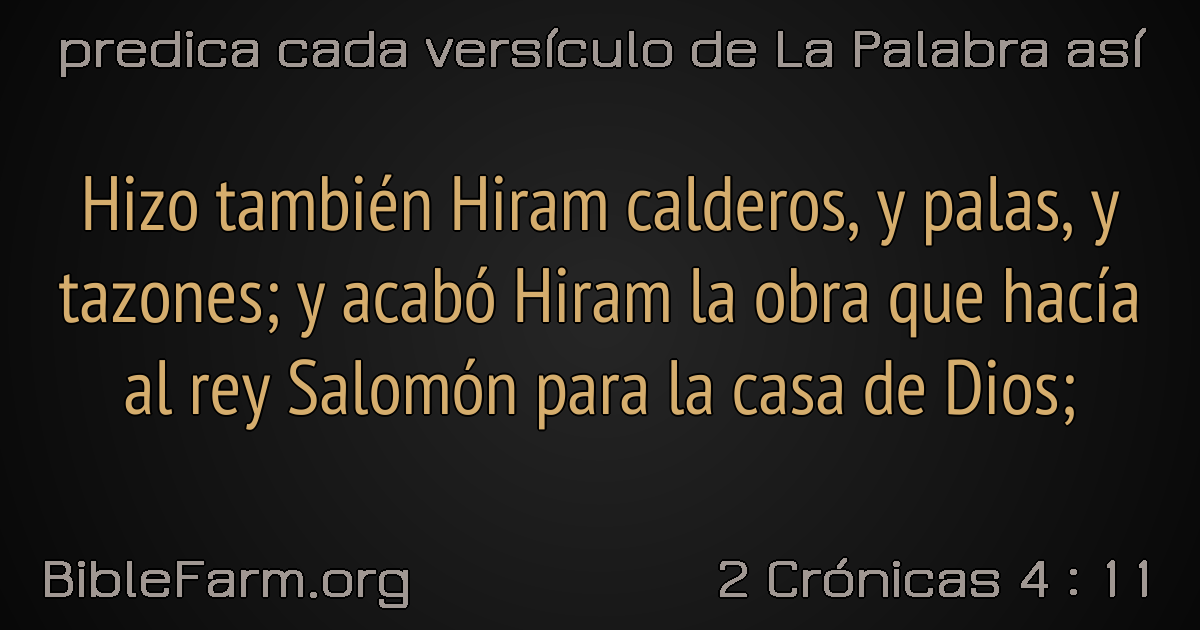 predica cada versículo de La Palabra así
Hizo también Hiram calderos, y palas, y
tazones; y acabó Hiram la obra que hacía
al rey Salomón para la casa de Dios;
BibleFarm.org
2 Crónicas 4 : 11